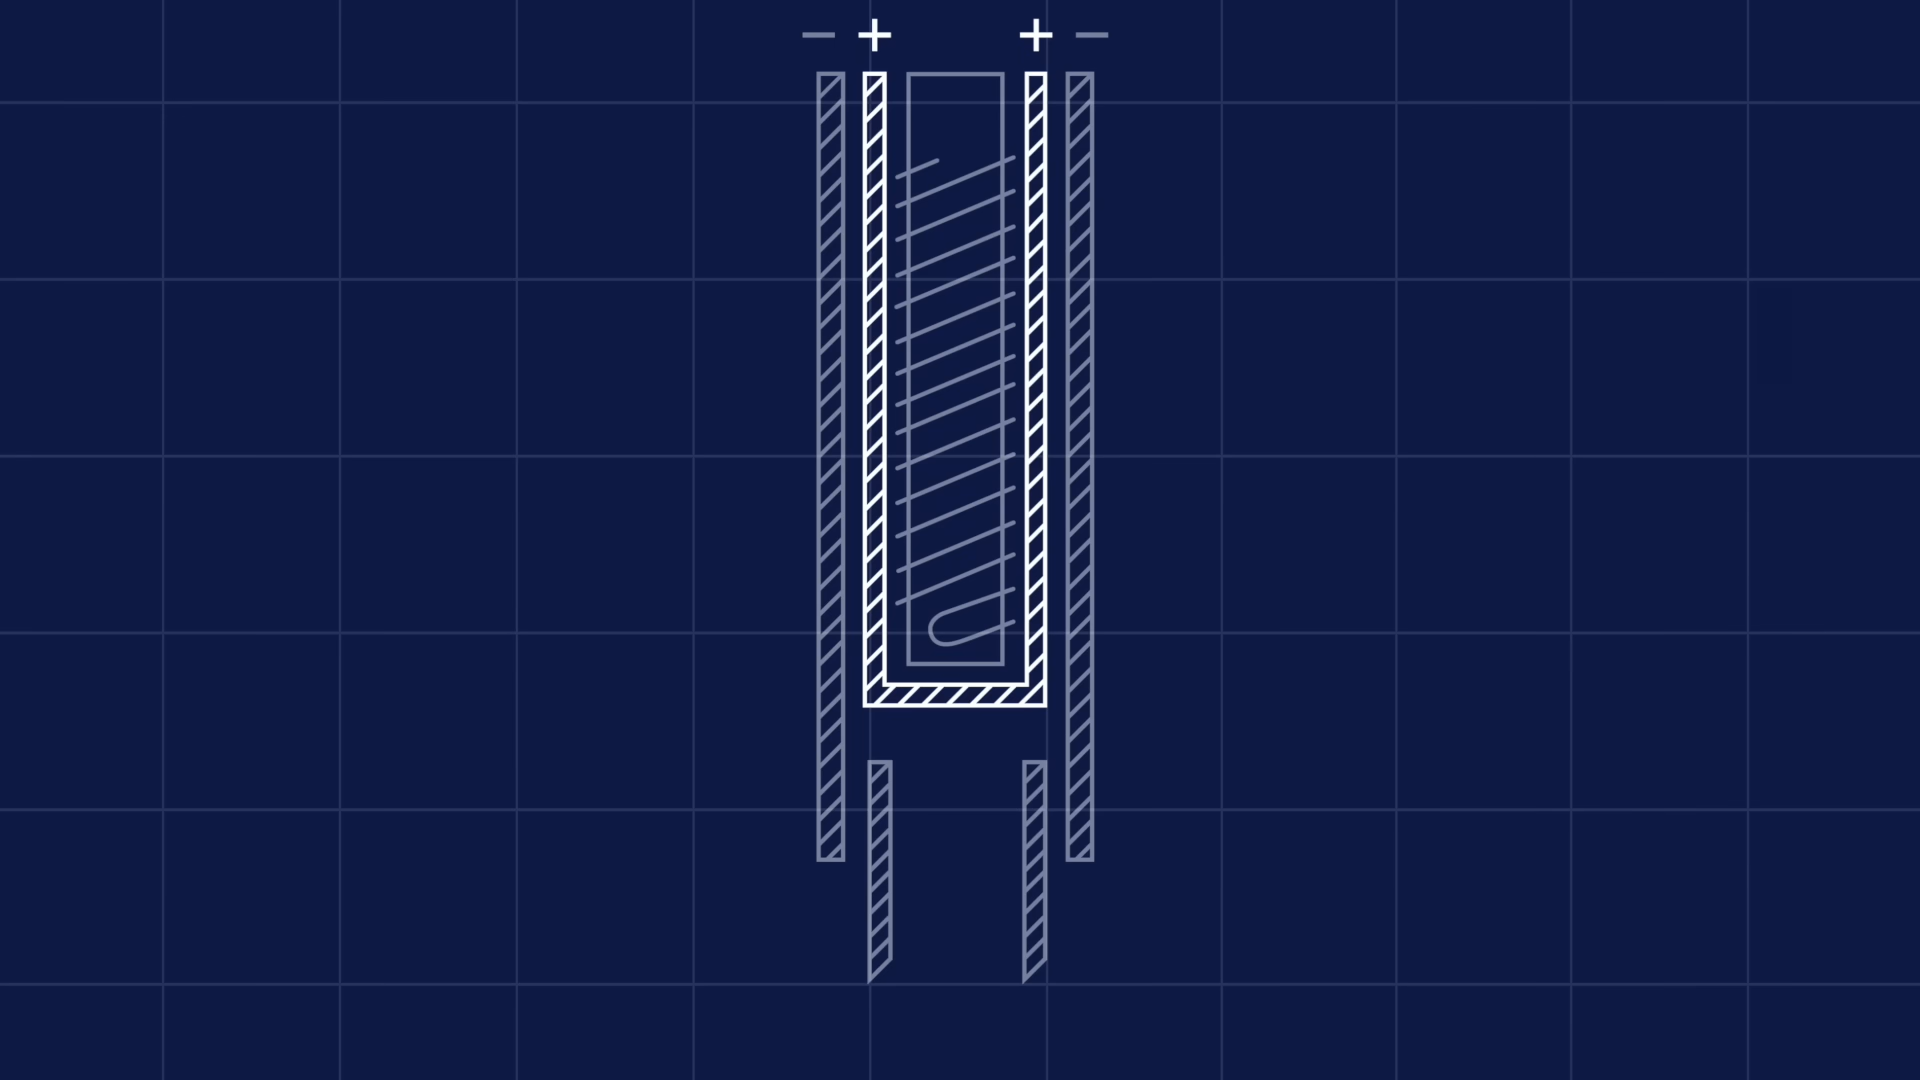 − + + −